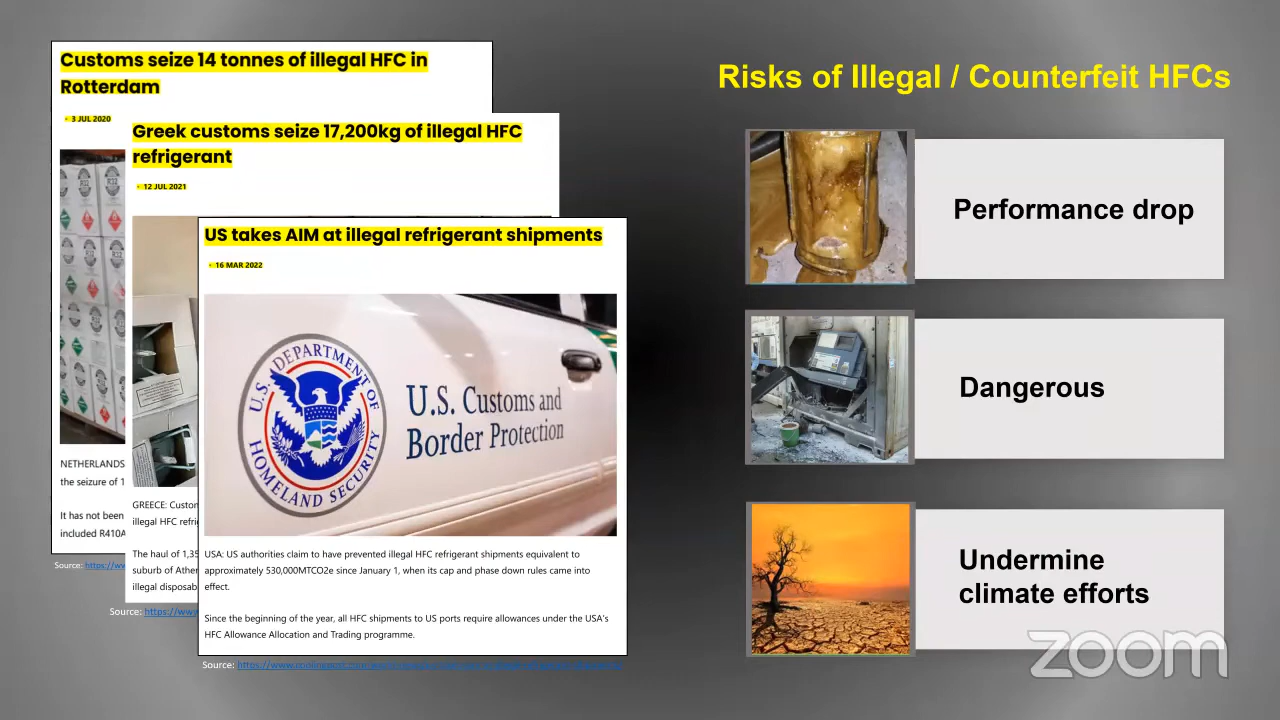 Customs seize 14 tonnes of illegal HFC in
Rotterdam
3 JUL 2020
NETHERLANDS
the seizure of 1
It has not been
included R410A
Source: https://ww
Greek customs seize 17,200kg of illegal HFC
refrigerant
12 JUL 2021
GREECE: Custom
illegal HFC refri
The haul of 1,35
suburb of Ather
illegal disposab
Source:
US takes AIM at illegal refrigerant shipments
16 MAR 2022
U.S. DEPARTMENT OF
HOMELAND SECURITY
U.S. Customs and
Border Protection
USA: US authorities claim to have prevented illegal HFC refrigerant shipments equivalent to
approximately 530,000MTCO2e since January 1, when its cap and phase down rules came into
effect.
Since the beginning of the year, all HFC shipments to US ports require allowances under the USA's
HFC Allowance Allocation and Trading programme.
Source:
Risks of Illegal / Counterfeit HFCs
Performance drop
Dangerous
Undermine
climate efforts
zoom